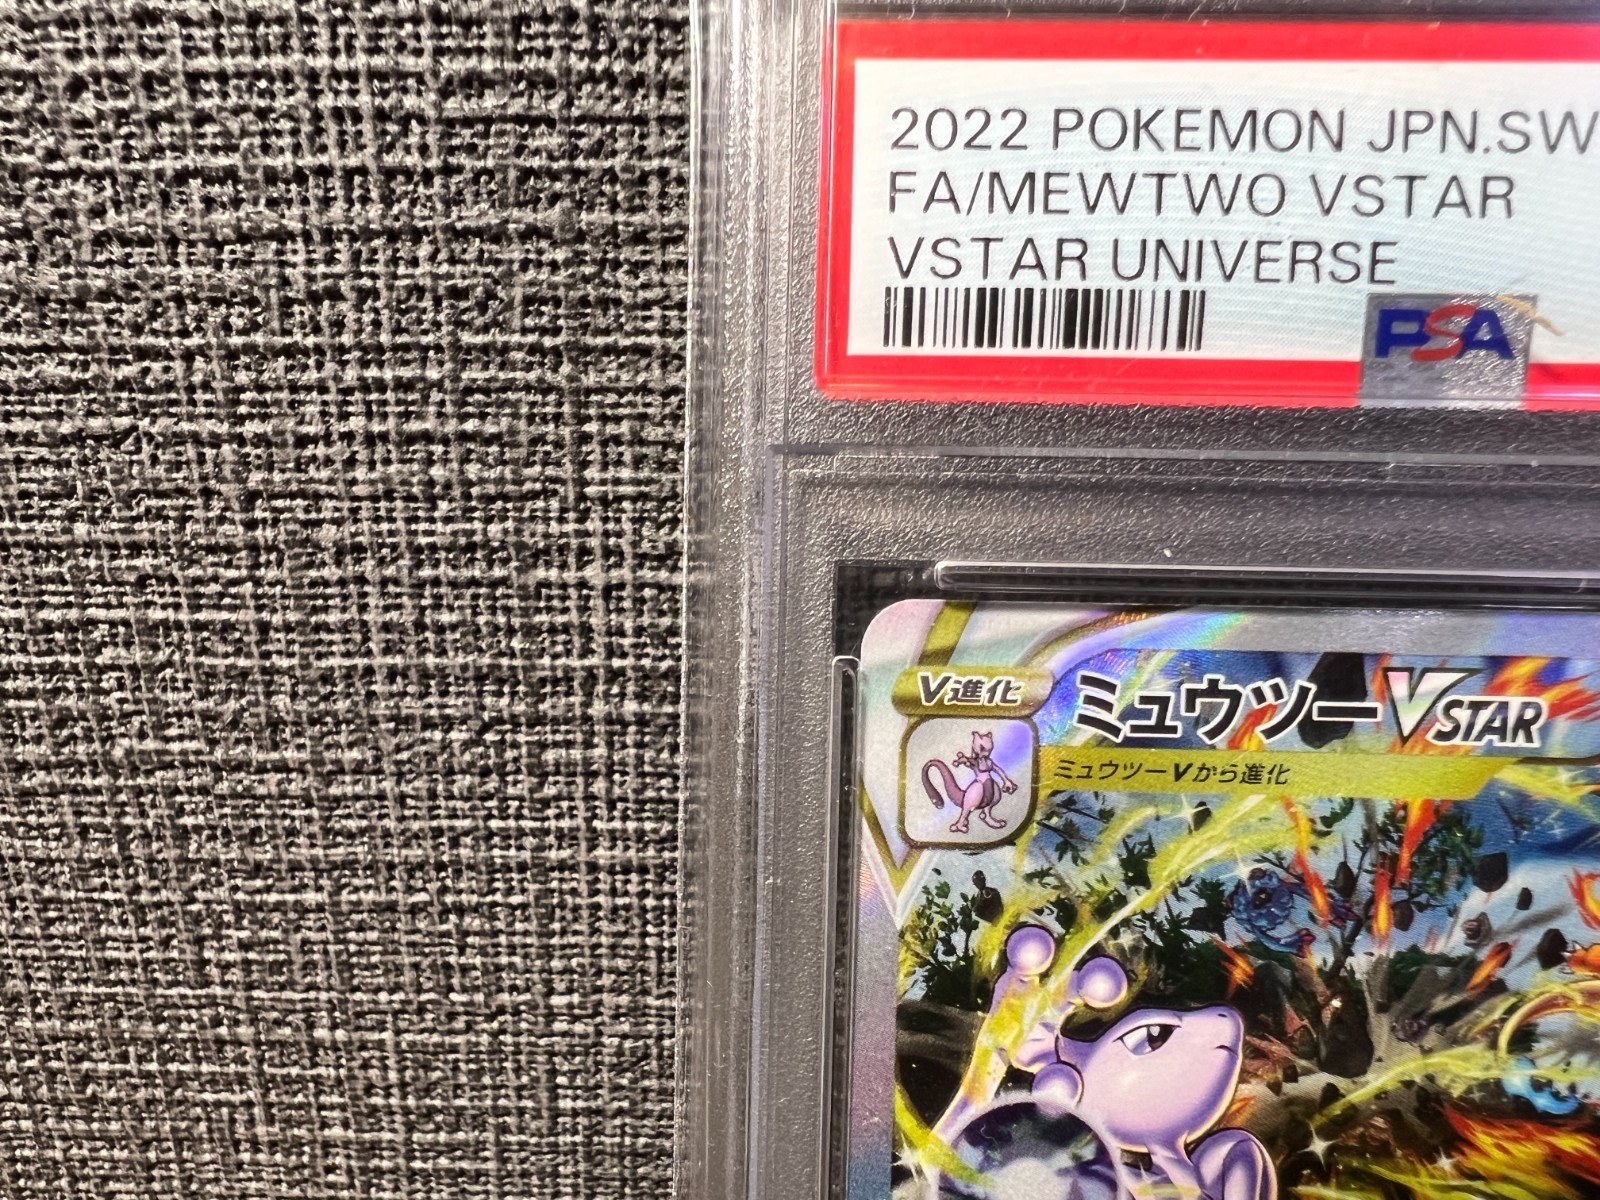 2022 POKEMON JPN.SW
FA/MEWTWO VSTAR
VSTAR UNIVERSE
PSA
V進化
ミュウツーVSTAR
ミュウツーVから進化